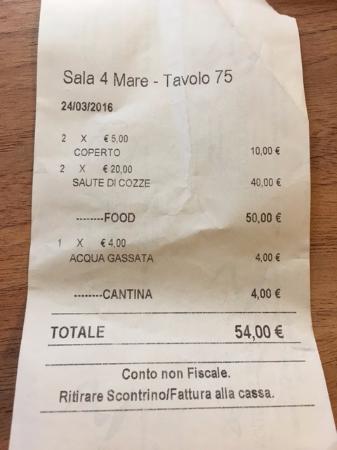 Sala 4 Mare - Tavolo 75
24/03/2016
2 X € 5,00
COPERTO 10,00 €
2 X € 20,00
SAUTE DI COZZE 40,00 €
--------FOOD 50,00 €
1 X € 4,00
ACQUA GASSATA 4,00 €
--------CANTINA 4,00 €
TOTALE 54,00 €
Conto non Fiscale.
Ritirare Scontrino/Fattura alla cassa.